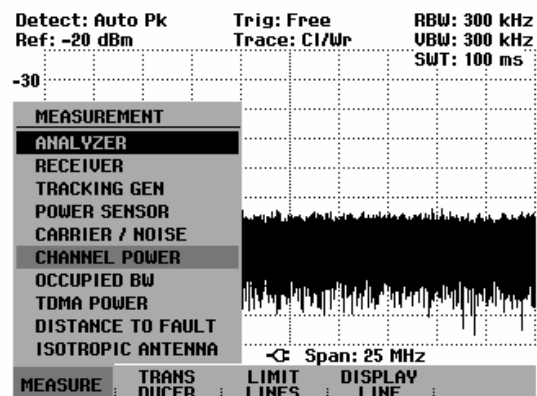 Detect: Auto Pk Trig: Free RBW: 300 kHz
Ref: -20 dBm Trace: Cl/Wr VBW: 300 kHz
SWT: 100 ms
-30
MEASUREMENT
ANALYZER
RECEIVER
TRACKING GEN
POWER SENSOR
CARRIER / NOISE
CHANNEL POWER
OCCUPIED BW
TDMA POWER
DISTANCE TO FAULT
ISOTROPIC ANTENNA
Span: 25 MHz
MEASURE TRANS LIMIT DISPLAY
DUCER LINES LINE